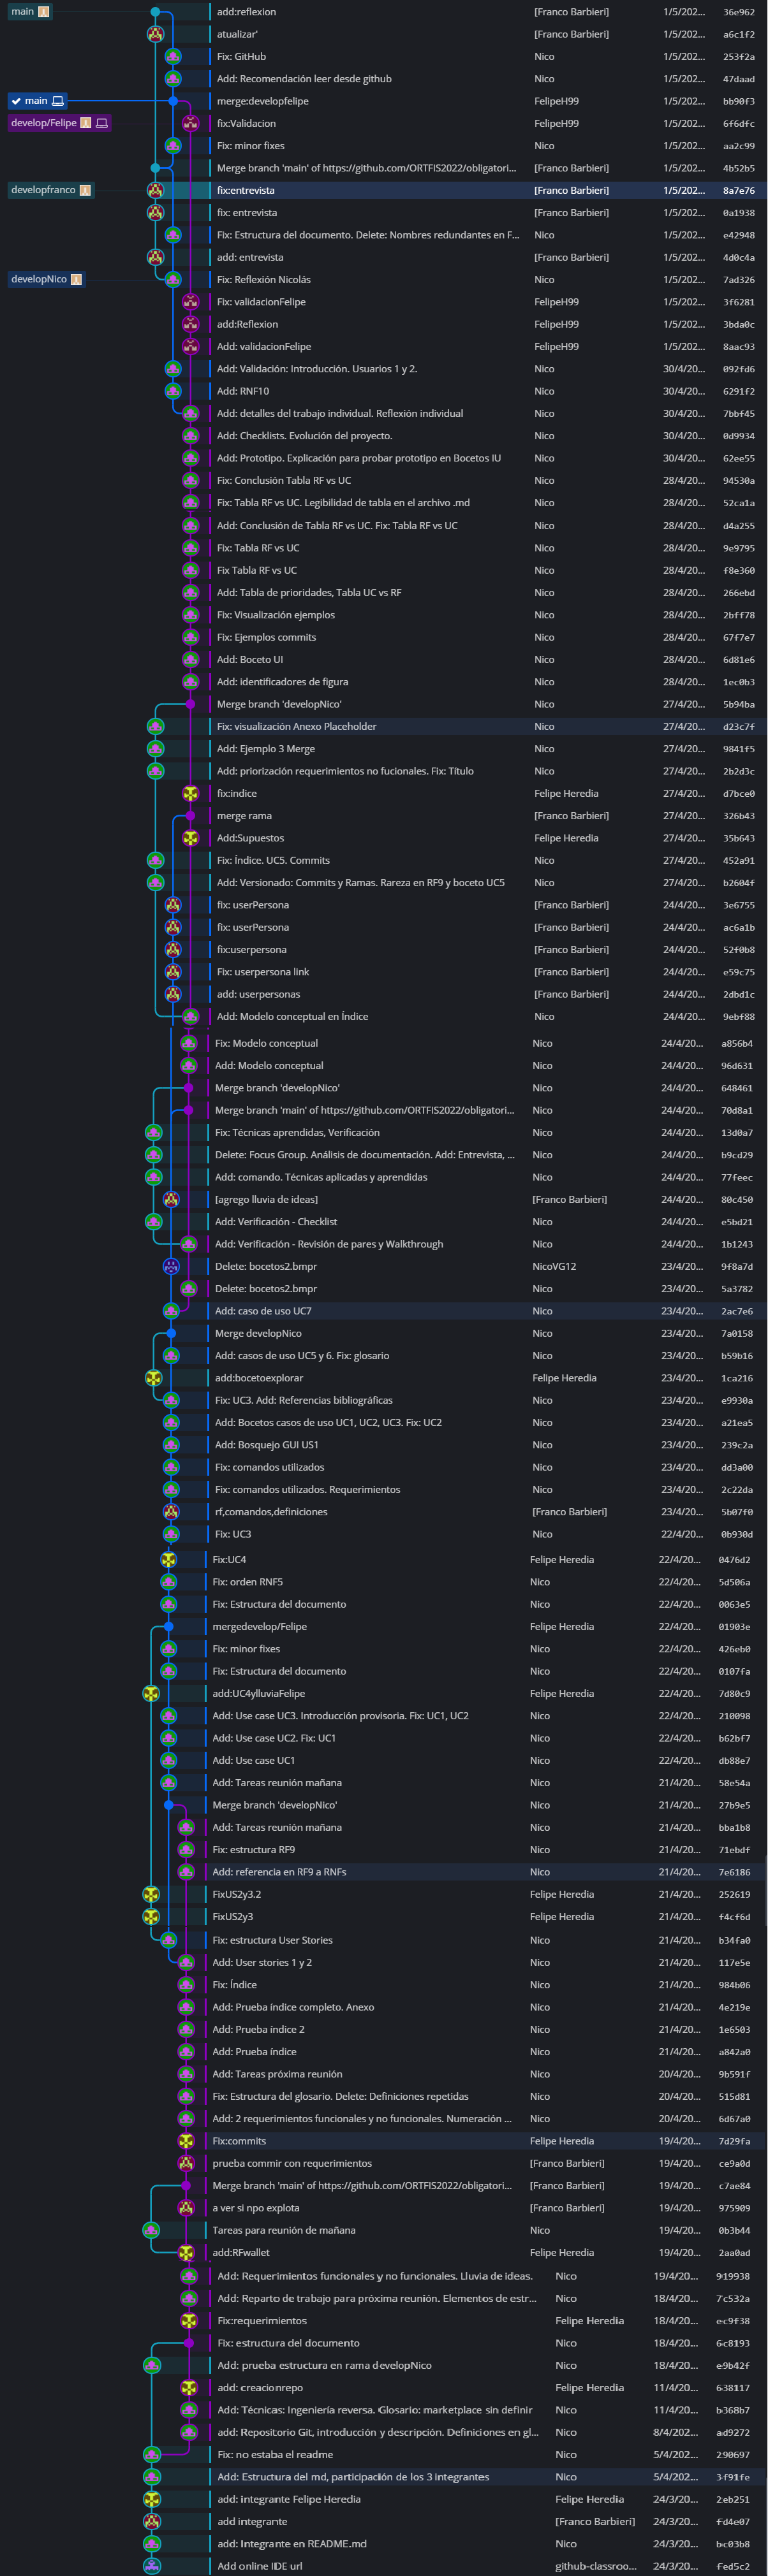 main add:reflexion [Franco Barbieri] 1/5/202... 36e962
atualizar' [Franco Barbieri] 1/5/202... a6c1f2
Fix: GitHub Nico 1/5/202... 253f2a
Add: Recomendación leer desde github Nico 1/5/202... 47daad
main merge:developfelipe FelipeH99 1/5/202... bb90f3
develop/Felipe fix:Validacion FelipeH99 1/5/202... 6f6dfc
Fix: minor fixes Nico 1/5/202... aa2c99
Merge branch 'main' of https://github.com/ORTFIS2022/obligatori... [Franco Barbieri] 1/5/202... 4b52b5
developfranco fix:entrevista [Franco Barbieri] 1/5/202... 8a7e76
fix: entrevista [Franco Barbieri] 1/5/202... 0a1938
Fix: Estructura del documento. Delete: Nombres redundantes en F... Nico 1/5/202... e42948
add: entrevista [Franco Barbieri] 1/5/202... 4d0c4a
developNico Fix: Reflexión Nicolás Nico 1/5/202... 7ad326
Fix: validacionFelipe FelipeH99 1/5/202... 3f6281
add:Reflexion FelipeH99 1/5/202... 3bda0c
Add: validacionFelipe FelipeH99 1/5/202... 8aac93
Add: Validación: Introducción. Usuarios 1 y 2. Nico 30/4/20... 092fd6
Add: RNF10 Nico 30/4/20... 6291f2
Add: detalles del trabajo individual. Reflexión individual Nico 30/4/20... 7bbf45
Add: Checklists. Evolución del proyecto. Nico 30/4/20... 0d9934
Add: Prototipo. Explicación para probar prototipo en Bocetos IU Nico 30/4/20... 62ee55
Fix: Conclusión Tabla RF vs UC Nico 28/4/20... 94530a
Fix: Tabla RF vs UC. Legibilidad de tabla en el archivo .md Nico 28/4/20... 52ca1a
Add: Conclusión de Tabla RF vs UC. Fix: Tabla RF vs UC Nico 28/4/20... d4a255
Fix: Tabla RF vs UC Nico 28/4/20... 9e9795
Fix Tabla RF vs UC Nico 28/4/20... f8e360
Add: Tabla de prioridades, Tabla UC vs RF Nico 28/4/20... 266ebd
Fix: Visualización ejemplos Nico 28/4/20... 2bff78
Fix: Ejemplos commits Nico 28/4/20... 67f7e7
Add: Boceto UI Nico 28/4/20... 6d81e6
Add: identificadores de figura Nico 28/4/20... 1ec0b3
Merge branch 'developNico' Nico 27/4/20... 5b94ba
Fix: visualización Anexo Placeholder Nico 27/4/20... d23c7f
Add: Ejemplo 3 Merge Nico 27/4/20... 9841f5
Add: priorización requerimientos no fucionales. Fix: Título Nico 27/4/20... 2b2d3c
fix:indice Felipe Heredia 27/4/20... d7bce0
merge rama [Franco Barbieri] 27/4/20... 326b43
Add:Supuestos Felipe Heredia 27/4/20... 35b643
Fix: Índice. UC5. Commits Nico 27/4/20... 452a91
Add: Versionado: Commits y Ramas. Rareza en RF9 y boceto UC5 Nico 27/4/20... b2604f
fix: userPersona [Franco Barbieri] 24/4/20... 3e6755
fix: userPersona [Franco Barbieri] 24/4/20... ac6a1b
fix:userpersona [Franco Barbieri] 24/4/20... 52f0b8
Fix: userpersona link [Franco Barbieri] 24/4/20... e59c75
add: userpersonas [Franco Barbieri] 24/4/20... 2dbd1c
Add: Modelo conceptual en Índice Nico 24/4/20... 9ebf88
Fix: Modelo conceptual Nico 24/4/20... a856b4
Add: Modelo conceptual Nico 24/4/20... 96d631
Merge branch 'developNico' Nico 24/4/20... 648461
Merge branch 'main' of https://github.com/ORTFIS2022/obligatori... Nico 24/4/20... 70d8a1
Fix: Técnicas aprendidas, Verificación Nico 24/4/20... 13d0a7
Delete: Focus Group. Análisis de documentación. Add: Entrevista, ... Nico 24/4/20... b9cd29
Add: comando. Técnicas aplicadas y aprendidas Nico 24/4/20... 77feec
[agrego lluvia de ideas] [Franco Barbieri] 24/4/20... 80c450
Add: Verificación - Checklist Nico 24/4/20... e5bd21
Add: Verificación - Revisión de pares y Walkthrough Nico 24/4/20... 1b1243
Delete: bocetos2.bmpr NicoVG12 23/4/20... 9f8a7d
Delete: bocetos2.bmpr Nico 23/4/20... 5a3782
Add: caso de uso UC7 Nico 23/4/20... 2ac7e6
Merge developNico Nico 23/4/20... 7a0158
Add: casos de uso UC5 y 6. Fix: glosario Nico 23/4/20... b59b16
add:bocetoexplorar Felipe Heredia 23/4/20... 1ca216
Fix: UC3. Add: Referencias bibliográficas Nico 23/4/20... e9930a
Add: Bocetos casos de uso UC1, UC2, UC3. Fix: UC2 Nico 23/4/20... a21ea5
Add: Bosquejo GUI US1 Nico 23/4/20... 239c2a
Fix: comandos utilizados Nico 23/4/20... dd3a00
Fix: comandos utilizados. Requerimientos Nico 23/4/20... 2c22da
rf,comandos,definiciones [Franco Barbieri] 23/4/20... 5b07f0
Fix: UC3 Nico 22/4/20... 0b930d
Fix:UC4 Felipe Heredia 22/4/20... 0476d2
Fix: orden RNF5 Nico 22/4/20... 5d506a
Fix: Estructura del documento Nico 22/4/20... 0063e5
mergedevelop/Felipe Felipe Heredia 22/4/20... 01903e
Fix: minor fixes Nico 22/4/20... 426eb0
Fix: Estructura del documento Nico 22/4/20... 0107fa
add:UC4ylluviaFelipe Felipe Heredia 22/4/20... 7d80c9
Add: Use case UC3. Introducción provisoria. Fix: UC1, UC2 Nico 22/4/20... 210098
Add: Use case UC2. Fix: UC1 Nico 22/4/20... b62bf7
Add: Use case UC1 Nico 22/4/20... db88e7
Add: Tareas reunión mañana Nico 21/4/20... 58e54a
Merge branch 'developNico' Nico 21/4/20... 27b9e5
Add: Tareas reunión mañana Nico 21/4/20... bba1b8
Fix: estructura RF9 Nico 21/4/20... 71ebdf
Add: referencia en RF9 a RNFs Nico 21/4/20... 7e6186
FixUS2y3.2 Felipe Heredia 21/4/20... 252619
FixUS2y3 Felipe Heredia 21/4/20... f4cf6d
Fix: estructura User Stories Nico 21/4/20... b34fa0
Add: User stories 1 y 2 Nico 21/4/20... 117e5e
Fix: Índice Nico 21/4/20... 984b06
Add: Prueba índice completo. Anexo Nico 21/4/20... 4e219e
Add: Prueba índice 2 Nico 21/4/20... 1e6503
Add: Prueba índice Nico 21/4/20... a842a0
Add: Tareas próxima reunión Nico 20/4/20... 9b591f
Fix: Estructura del glosario. Delete: Definiciones repetidas Nico 20/4/20... 515d81
Add: 2 requerimientos funcionales y no funcionales. Numeración ... Nico 20/4/20... 6d67a0
Fix:commits Felipe Heredia 19/4/20... 7d29fa
prueba commir con requerimientos [Franco Barbieri] 19/4/20... ce9a0d
Merge branch 'main' of https://github.com/ORTFIS2022/obligatori... [Franco Barbieri] 19/4/20... c7ae84
a ver si npo explota [Franco Barbieri] 19/4/20... 975909
Tareas para reunión de mañana Nico 19/4/20... 0b3b44
add:RFwallet Felipe Heredia 19/4/20... 2aa0ad
Add: Requerimientos funcionales y no funcionales. Lluvia de ideas. Nico 19/4/20... 919938
Add: Reparto de trabajo para próxima reunión. Elementos de estr... Nico 18/4/20... 7c532a
Fix:requerimientos Felipe Heredia 18/4/20... ec9f38
Fix: estructura del documento Nico 18/4/20... 6c8193
Add: prueba estructura en rama developNico Nico 18/4/20... e9b42f
add: creacionrepo Felipe Heredia 11/4/20... 638117
Add: Técnicas: Ingeniería reversa. Glosario: marketplace sin definir Nico 11/4/20... b368b7
add: Repositorio Git, introducción y descripción. Definiciones en gl... Nico 8/4/202... ad9272
Fix: no estaba el readme Nico 5/4/202... 290697
Add: Estructura del md, participación de los 3 integrantes Nico 5/4/202... 3f91fe
add: integrante Felipe Heredia Felipe Heredia 24/3/20... 2eb251
add integrante [Franco Barbieri] 24/3/20... fd4e07
add: Integrante en README.md Nico 24/3/20... bc03b8
Add online IDE url github-classroo... 24/3/20... fed5c2